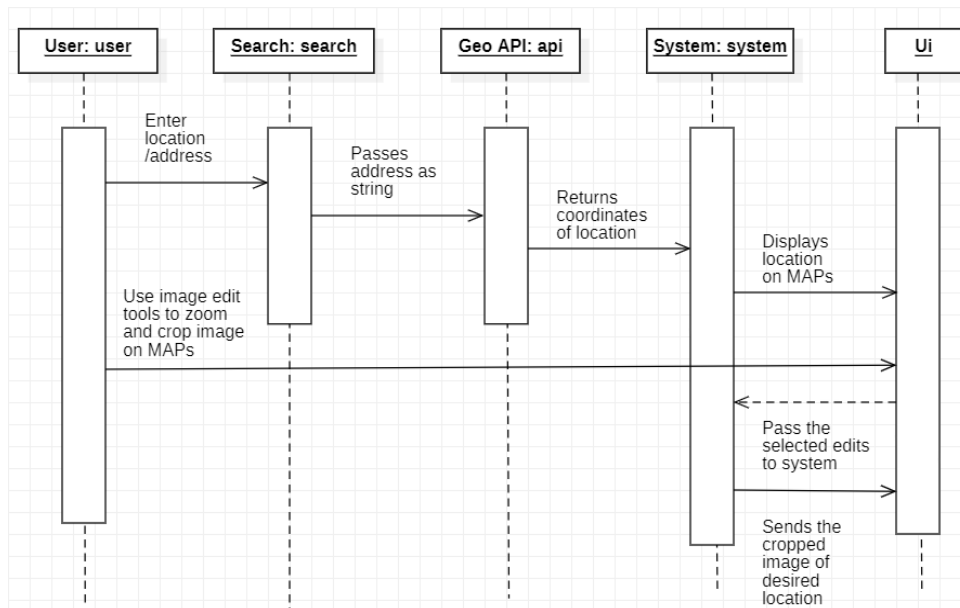 User: user
Search: search
Geo API: api
System: system
Ui
Enter
location
/address
Passes
address as
string
Returns
coordinates
of location
Displays
location
on MAPs
Use image edit
tools to zoom
and crop image
on MAPs
Pass the
selected edits
to system
Sends the
cropped
image of
desired
location